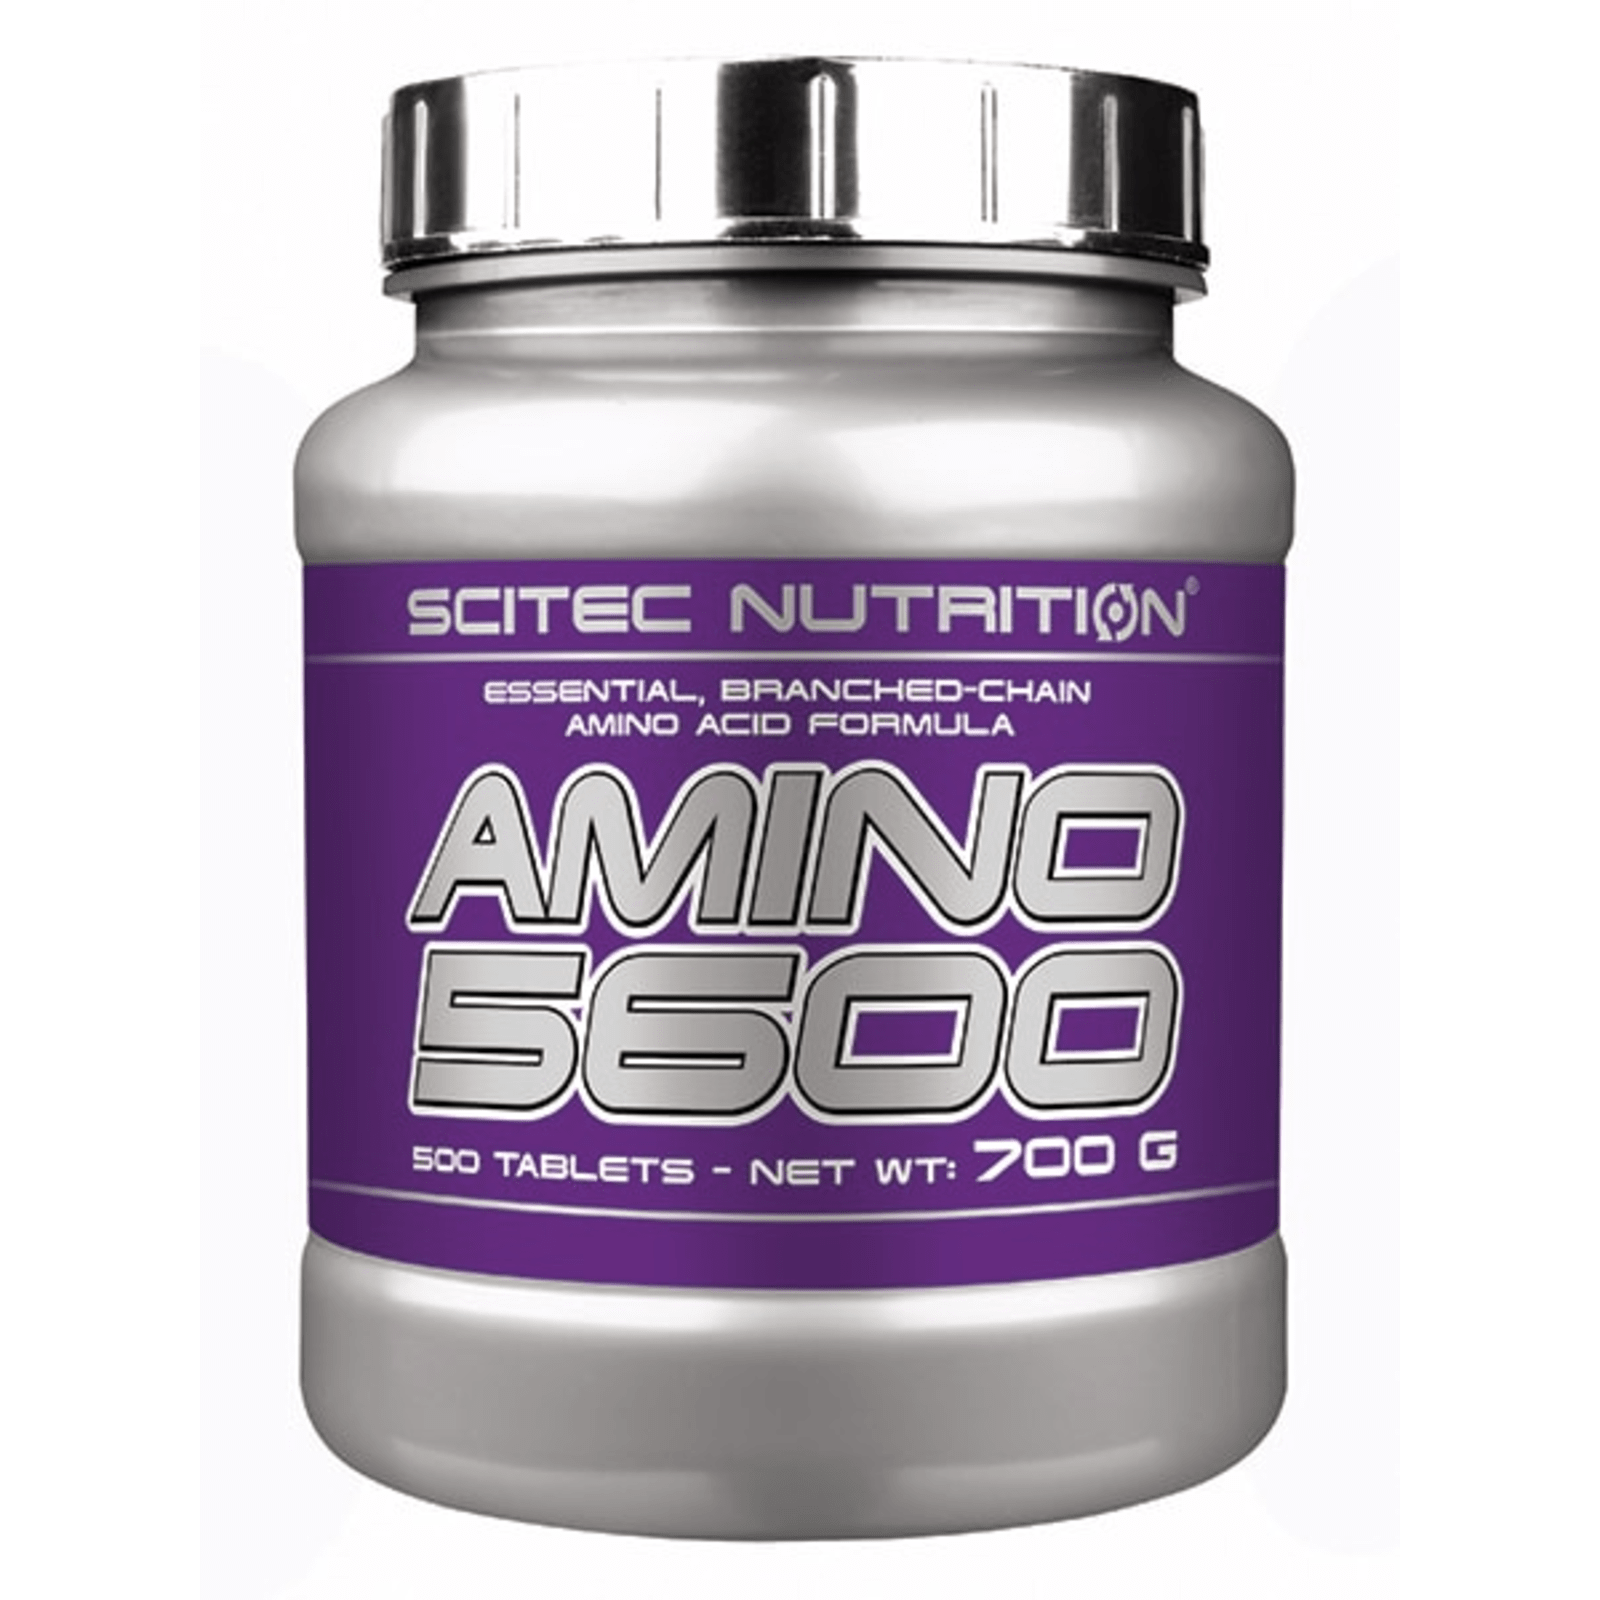 SCITEC NUTRITION®
ESSENTIAL, BRANCHED-CHAIN
AMINO ACID FORMULA
AMINO
5600
500 TABLETS - NET WT: 700 G